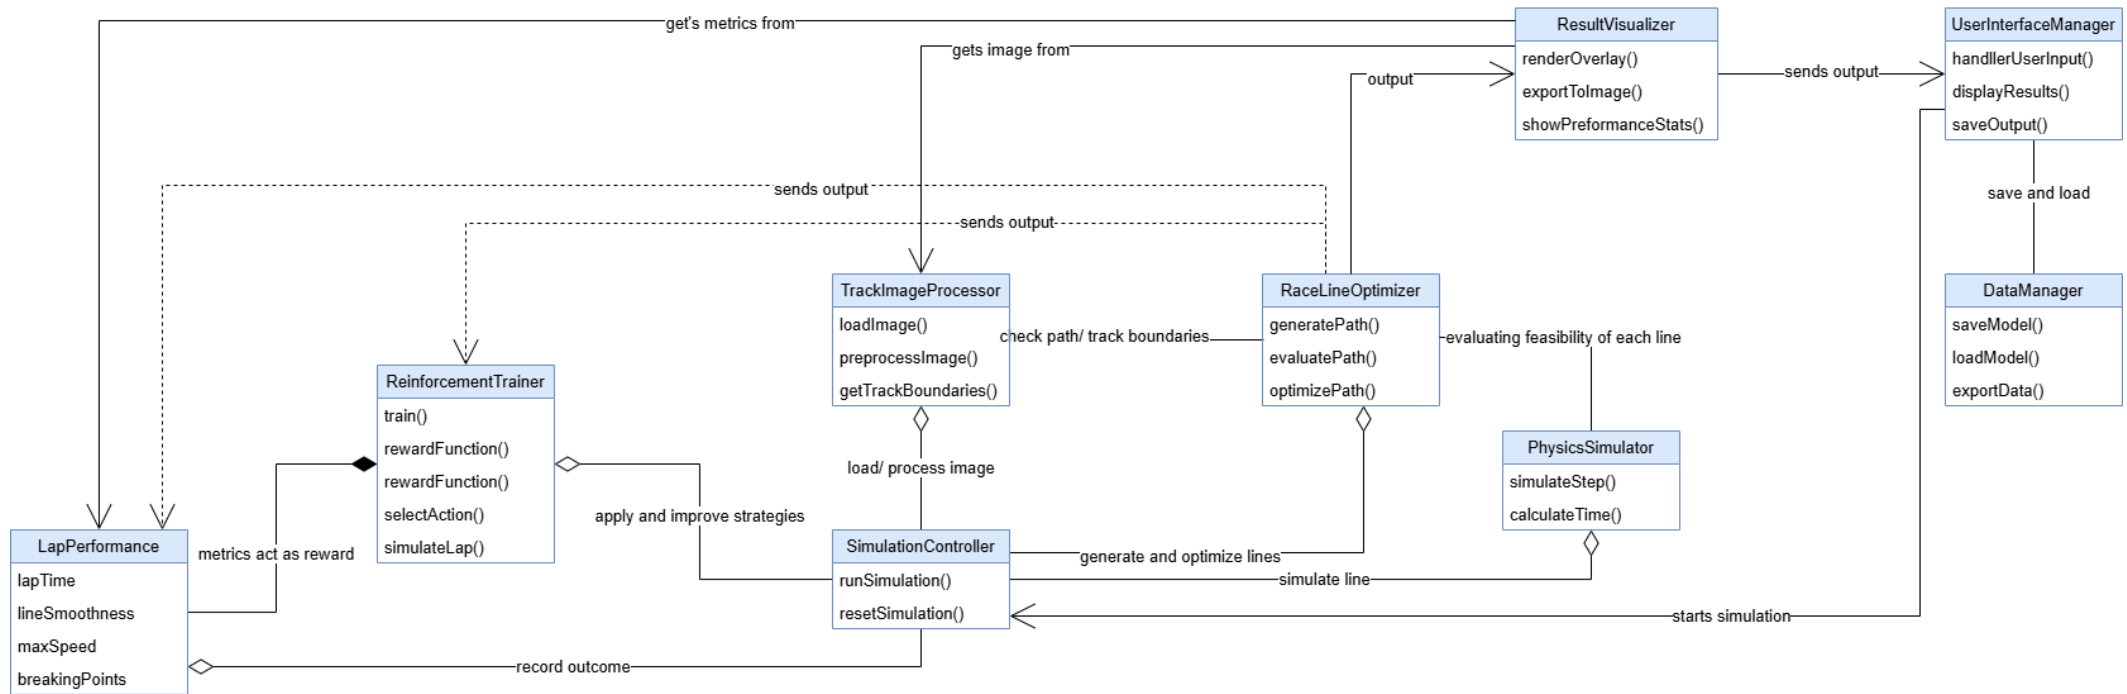 get's metrics from
ResultVisualizer
renderOverlay()
exportToImage()
showPreformanceStats()
UserInterfaceManager
handllerUserInput()
displayResults()
saveOutput()
gets image from
output
sends output
sends output
sends output
save and load
TrackImageProcessor
loadImage()
preprocessImage()
getTrackBoundaries()
check path/ track boundaries
RaceLineOptimizer
generatePath()
evaluatePath()
optimizePath()
evaluating feasibility of each line
DataManager
saveModel()
loadModel()
exportData()
ReinforcementTrainer
train()
rewardFunction()
rewardFunction()
selectAction()
simulateLap()
PhysicsSimulator
simulateStep()
calculateTime()
load/ process image
apply and improve strategies
LapPerformance
lapTime
lineSmoothness
maxSpeed
breakingPoints
metrics act as reward
SimulationController
runSimulation()
resetSimulation()
generate and optimize lines
simulate line
starts simulation
record outcome